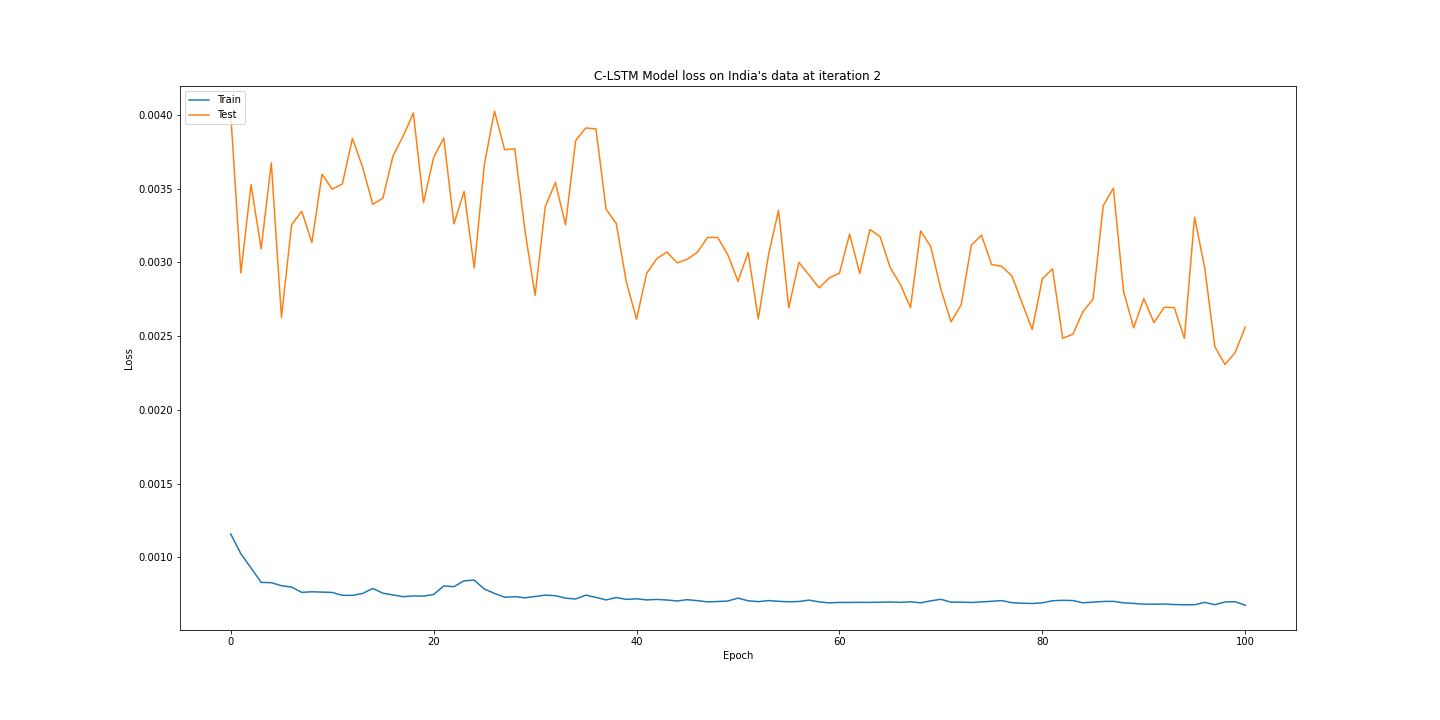 C-LSTM Model loss on India's data at iteration 2
Train
Test
0.0040
0.0035
0.0030
0.0025
0.0020
0.0015
0.0010
Loss
0 20 40 60 80 100
Epoch